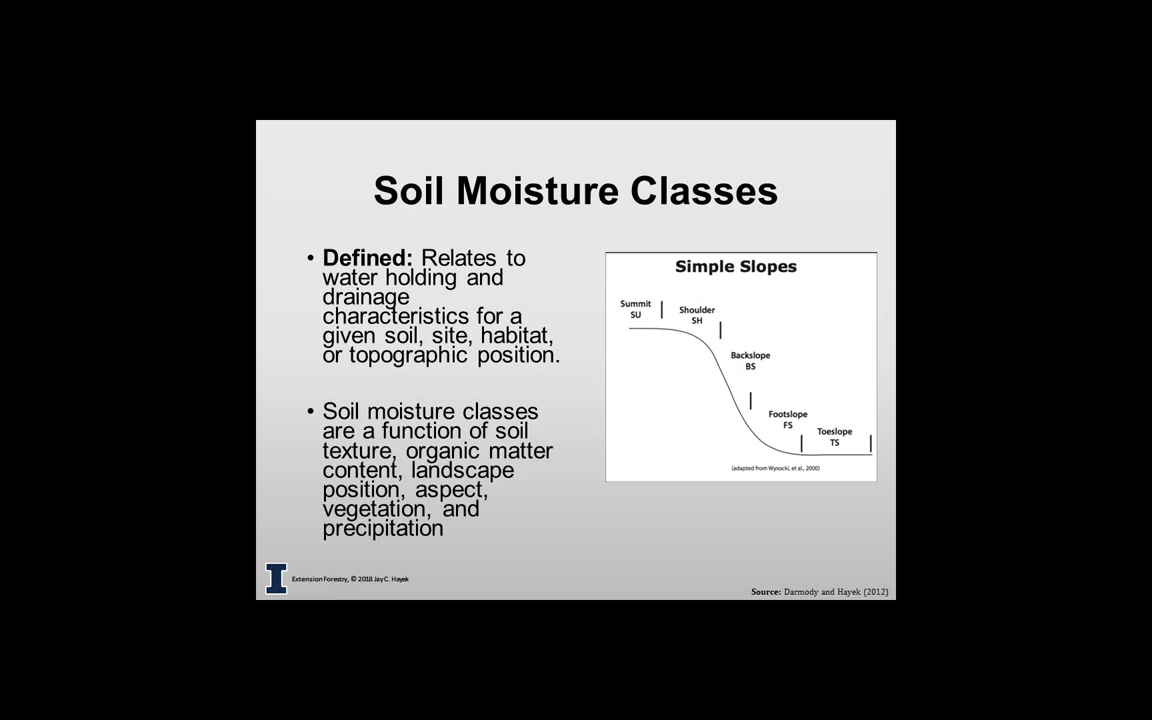 Soil Moisture Classes
• Defined: Relates to
water holding and
drainage
characteristics for a
given soil, site, habitat,
or topographic position.
• Soil moisture classes
are a function of soil
texture, organic matter
content, landscape
position, aspect,
vegetation, and
precipitation
Simple Slopes
Summit
SU
Shoulder
SH
Backslope
BS
Footslope
FS
Toeslope
TS
(adapted from Wysocki, et al., 2000)
I
Extension Forestry, © 2018 Jay C. Hayek
Source: Darmody and Hayek (2012)